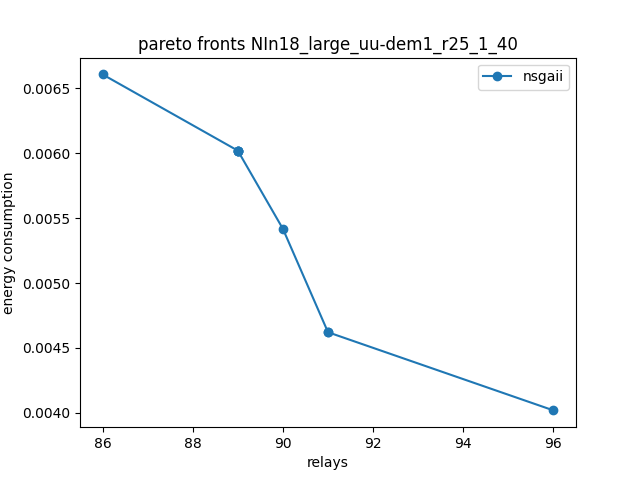 pareto fronts NIn18_large_uu-dem1_r25_1_40
nsgaii
energy consumption
0.0065
0.0060
0.0055
0.0050
0.0045
0.0040
86 88 90 92 94 96
relays